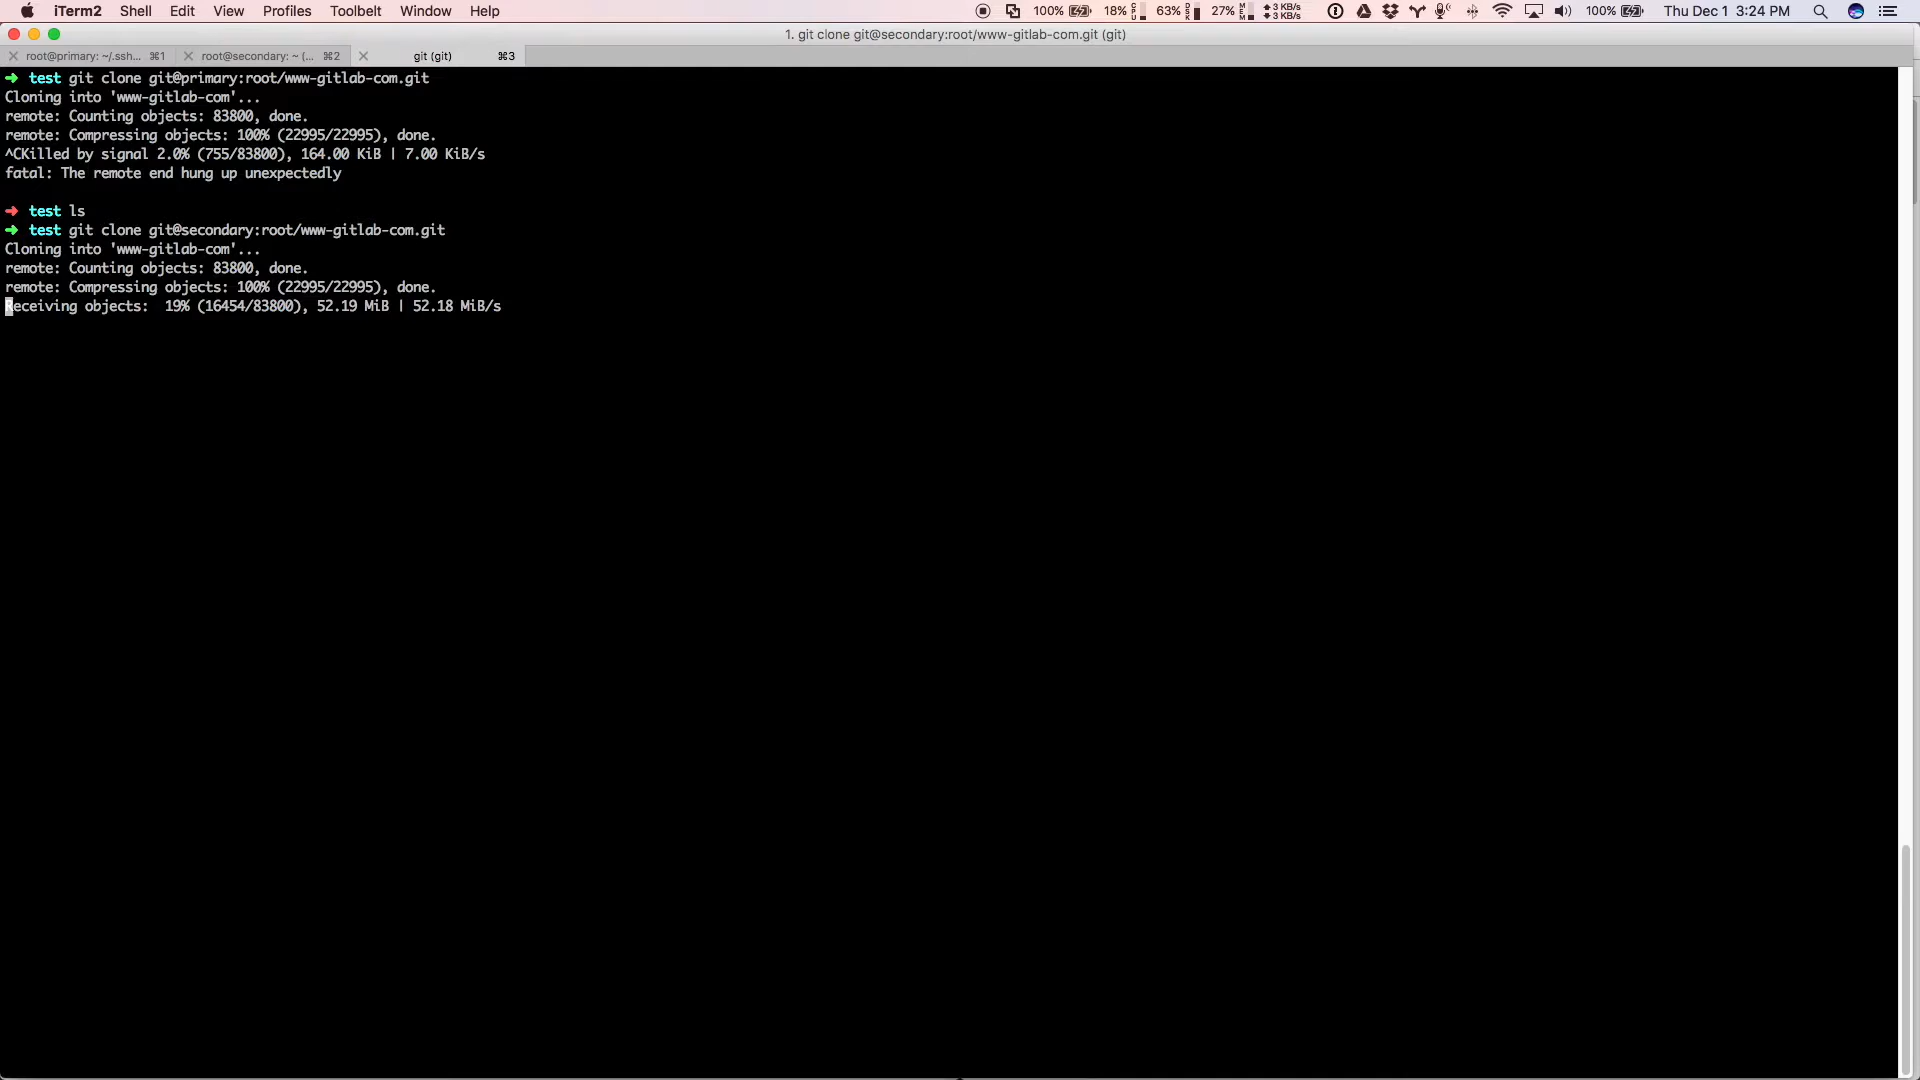 iTerm2 Shell Edit View Profiles Toolbelt Window Help 100% 18% CPU 63% 27% MEM 3 KB/s 3 KB/s 100% Thu Dec 1 3:24 PM
1. git clone git@secondary:root/www-gitlab-com.git (git)
root@primary: ~/.ssh... ⌘1 root@secondary: ~ (... ⌘2 git (git) ⌘3
➜ test git clone git@primary:root/www-gitlab-com.git
Cloning into 'www-gitlab-com'...
remote: Counting objects: 83800, done.
remote: Compressing objects: 100% (22995/22995), done.
^CKilled by signal 2.0% (755/83800), 164.00 KiB | 7.00 KiB/s
fatal: The remote end hung up unexpectedly
➜ test ls
➜ test git clone git@secondary:root/www-gitlab-com.git
Cloning into 'www-gitlab-com'...
remote: Counting objects: 83800, done.
remote: Compressing objects: 100% (22995/22995), done.
Receiving objects: 19% (16454/83800), 52.19 MiB | 52.18 MiB/s